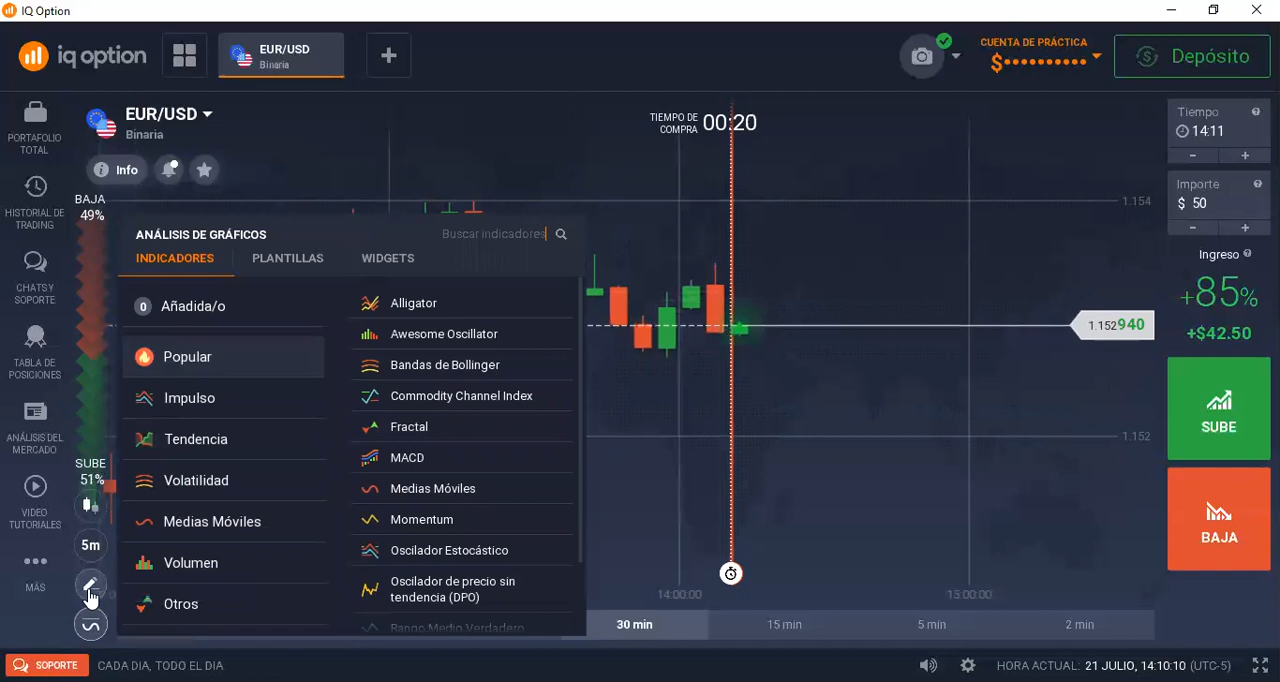 IQ Option
iq option
EUR/USD
Binaria
CUENTA DE PRÁCTICA
$••••••••••
Depósito
PORTAFOLIO
TOTAL
HISTORIAL DE
TRADING
CHATS Y
SOPORTE
TABLA DE
POSICIONES
ANÁLISIS DEL
MERCADO
VIDEO
TUTORIALES
MÁS
EUR/USD
Binaria
Info
BAJA
49%
SUBE
51%
5m
TIEMPO DE
COMPRA 00:20
ANÁLISIS DE GRÁFICOS
Buscar indicadores
INDICADORES PLANTILLAS WIDGETS
0 Añadida/o
Popular
Impulso
Tendencia
Volatilidad
Medias Móviles
Volumen
Otros
Alligator
Awesome Oscillator
Bandas de Bollinger
Commodity Channel Index
Fractal
MACD
Medias Móviles
Momentum
Oscilador Estocástico
Oscilador de precio sin
tendencia (DPO)
Rango Medio Verdadero
1.154
1.152940
1.152
14:00:00 15:00:00
30 min 15 min 5 min 2 min
Tiempo
14:11
- +
Importe
$ 50
- +
Ingreso
+85%
+$42.50
SUBE
BAJA
SOPORTE
CADA DIA, TODO EL DIA
HORA ACTUAL: 21 JULIO, 14:10:10 (UTC-5)